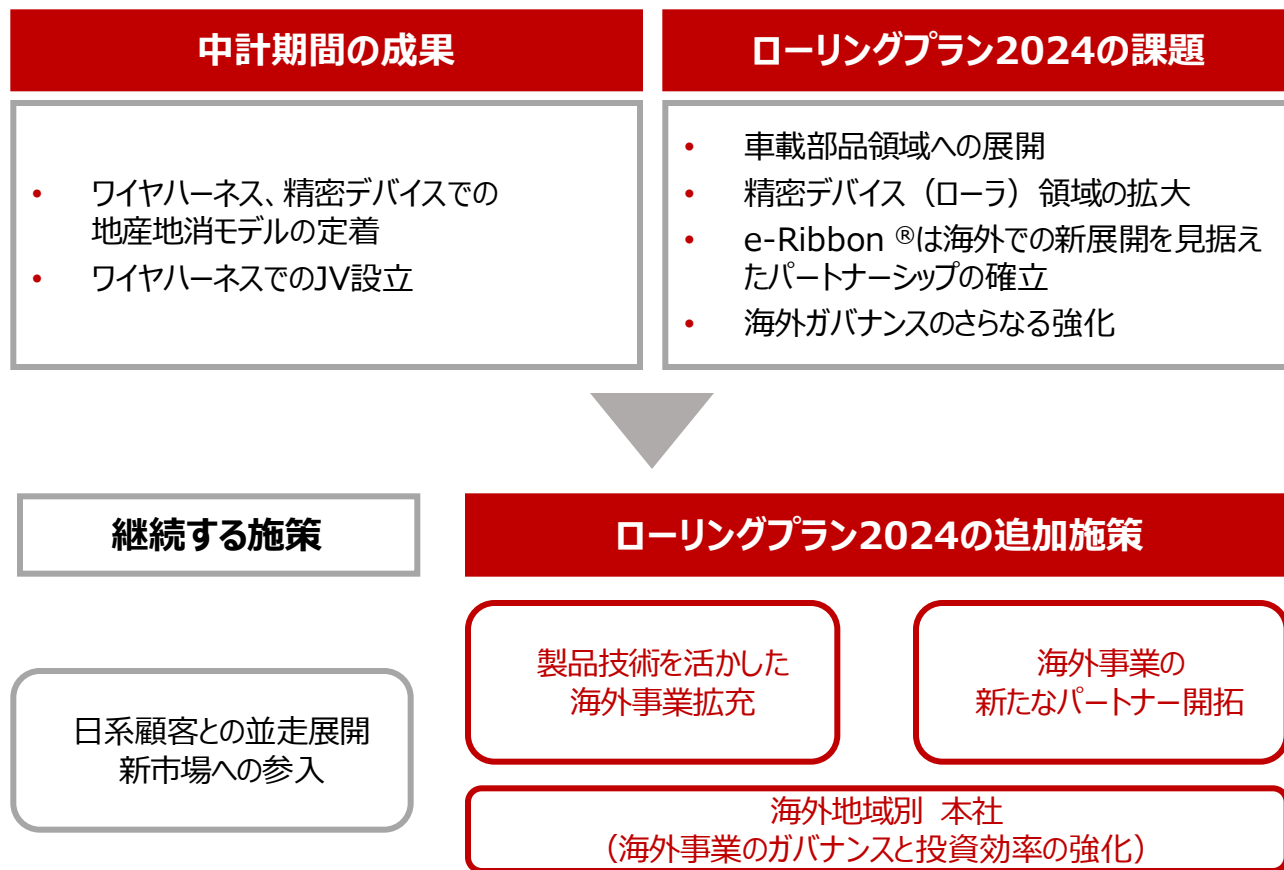 中計期間の成果
• ワイヤハーネス、精密デバイスでの
地産地消モデルの定着
• ワイヤハーネスでのJV設立
ローリングプラン2024の課題
• 車載部品領域への展開
• 精密デバイス（ローラ）領域の拡大
• e-Ribbon ®は海外での新展開を見据え
たパートナーシップの確立
• 海外ガバナンスのさらなる強化
継続する施策
日系顧客との並走展開
新市場への参入
ローリングプラン2024の追加施策
製品技術を活かした
海外事業拡充
海外事業の
新たなパートナー開拓
海外地域別 本社
（海外事業のガバナンスと投資効率の強化）